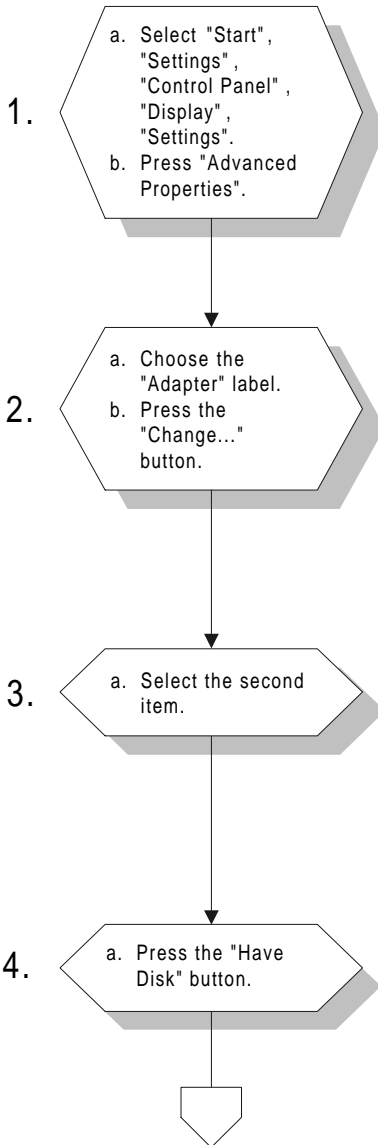 1.
a. Select "Start",
"Settings",
"Control Panel",
"Display",
"Settings".
b. Press "Advanced
Properties".
2.
a. Choose the
"Adapter" label.
b. Press the
"Change..."
button.
3.
a. Select the second
item.
4.
a. Press the "Have
Disk" button.